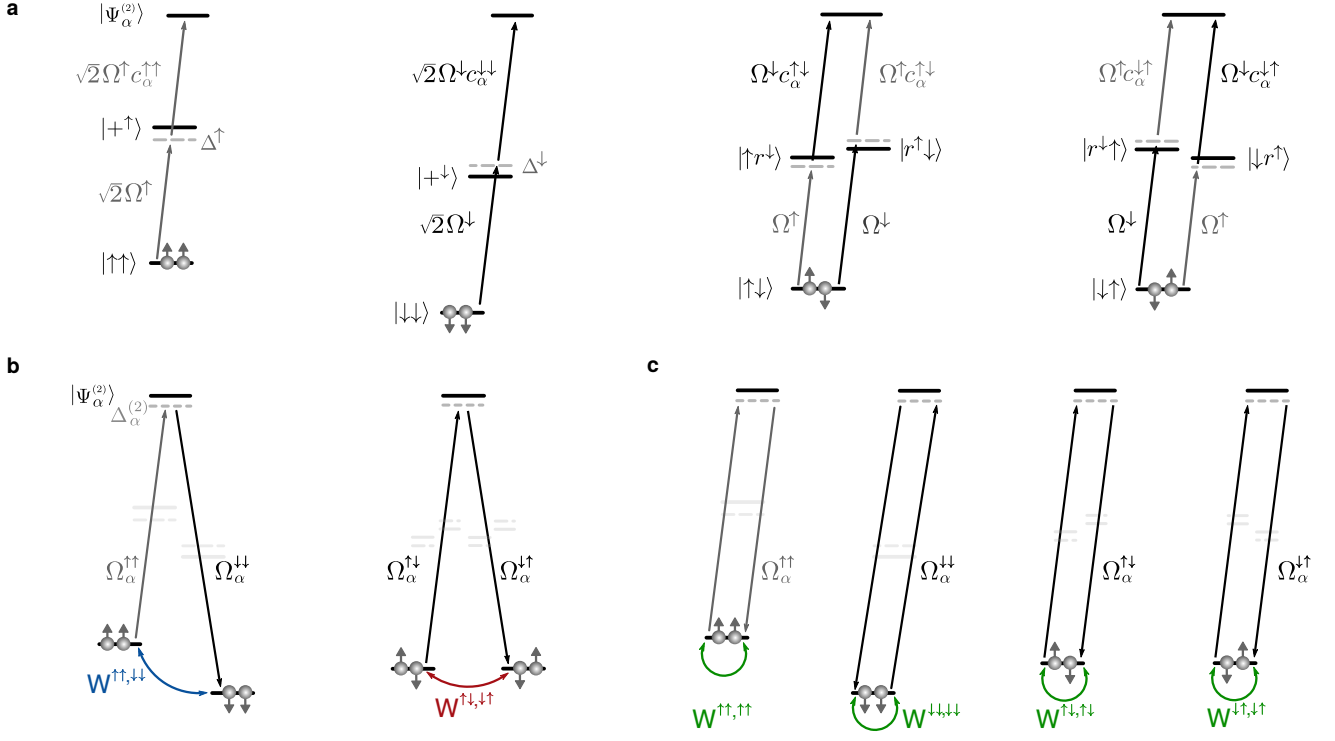 a
|Ψ_α^(2)⟩
√2Ω^↑c_α^↑↑
|+^↑⟩
Δ^↑
√2Ω^↑
|↑↑⟩
√2Ω^↓c_α^↓↓
|+^↓⟩
Δ^↓
√2Ω^↓
|↓↓⟩
Ω^↓c_α^↑↓ Ω^↑c_α^↑↓
|↑r^↓⟩ |r^↑↓⟩
Ω^↑ Ω^↓
|↑↓⟩
Ω^↑c_α^↓↑ Ω^↓c_α^↓↑
|r^↓↑⟩ |↓r^↑⟩
Ω^↓ Ω^↑
|↓↑⟩
b
|Ψ_α^(2)⟩
Δ_α^(2)
Ω_α^↑↑ Ω_α^↓↓
W^↑↑,↓↓
Ω_α^↑↓ Ω_α^↓↑
W^↑↓,↓↑
c
Ω_α^↑↑
W^↑↑,↑↑
Ω_α^↓↓
W^↓↓,↓↓
Ω_α^↑↓
W^↑↓,↑↓
Ω_α^↓↑
W^↓↑,↓↑